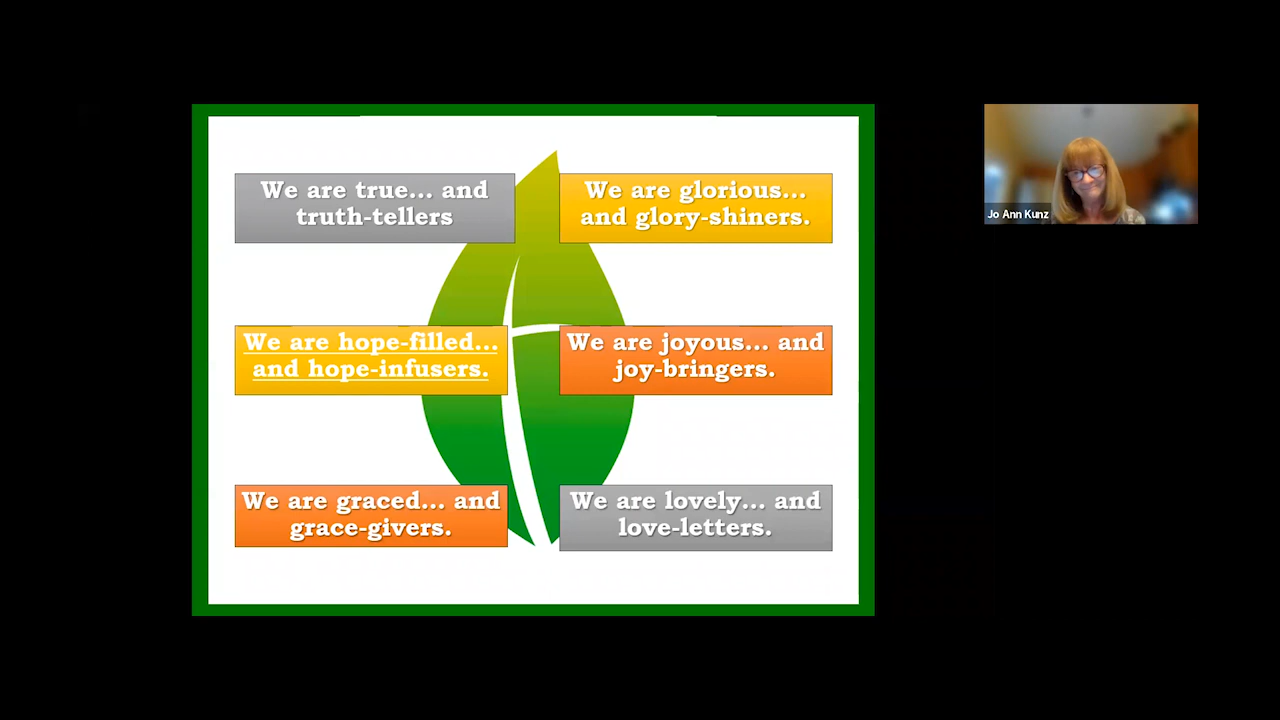 We are true... and
truth-tellers
We are glorious...
and glory-shiners.
We are hope-filled...
and hope-infusers.
We are joyous... and
joy-bringers.
We are graced... and
grace-givers.
We are lovely... and
love-letters.
Jo Ann Kunz